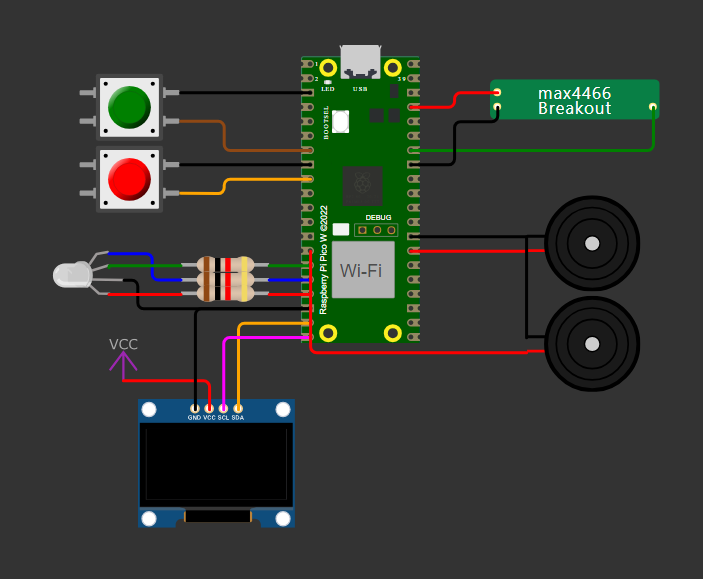 1
2
39
LED
USB
BOOTSEL
max4466
Breakout
DEBUG
Raspberry Pi Pico W ©2022
Wi-Fi
VCC
GND VCC SCL SDA